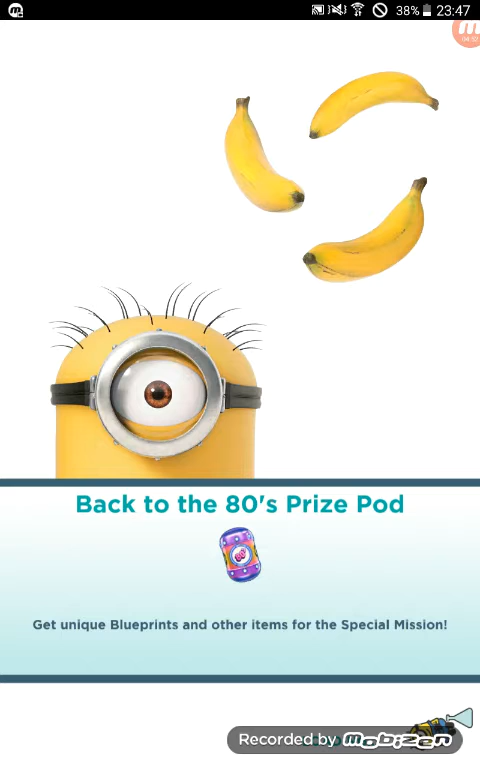 38% 23:47
Back to the 80's Prize Pod
80's
Get unique Blueprints and other items for the Special Mission!
Recorded by Mobizen